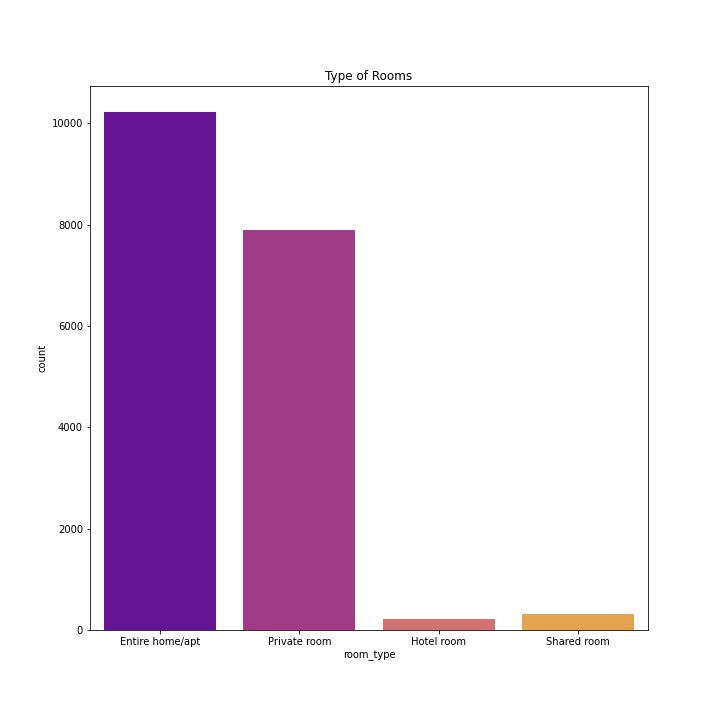 Type of Rooms
10000
8000
6000
4000
2000
0
count
Entire home/apt
Private room
Hotel room
Shared room
room_type